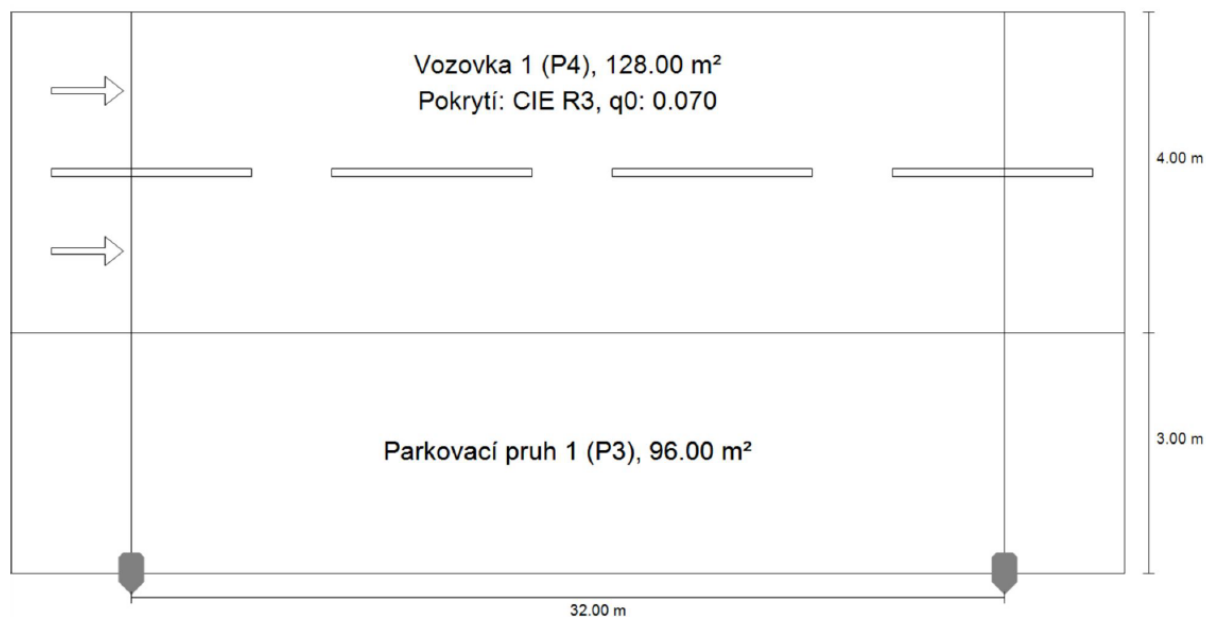 Vozovka 1 (P4), 128.00 m²
Pokrytí: CIE R3, q0: 0.070
4.00 m
Parkovací pruh 1 (P3), 96.00 m²
3.00 m
32.00 m